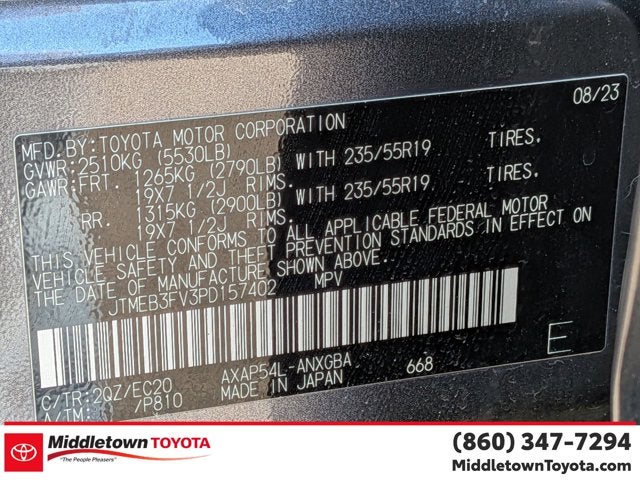 08/23
MFD.BY:TOYOTA MOTOR CORPORATION
GVWR:2510KG (5530LB)
GAWR:FRT. 1265KG (2790LB) WITH 235/55R19 TIRES.
19X7 1/2J RIMS.
RR. 1315KG (2900LB) WITH 235/55R19 TIRES.
19X7 1/2J RIMS.
THIS VEHICLE CONFORMS TO ALL APPLICABLE FEDERAL MOTOR
VEHICLE SAFETY AND THEFT PREVENTION STANDARDS IN EFFECT ON
THE DATE OF MANUFACTURE SHOWN ABOVE.
JTMEB3FV3PD157402 MPV
E
C/TR:2QZ/EC20 AXAP54L-ANXGBA 668
A/TM: /P810 MADE IN JAPAN
Middletown TOYOTA
"The People Pleasers"
(860) 347-7294
MiddletownToyota.com